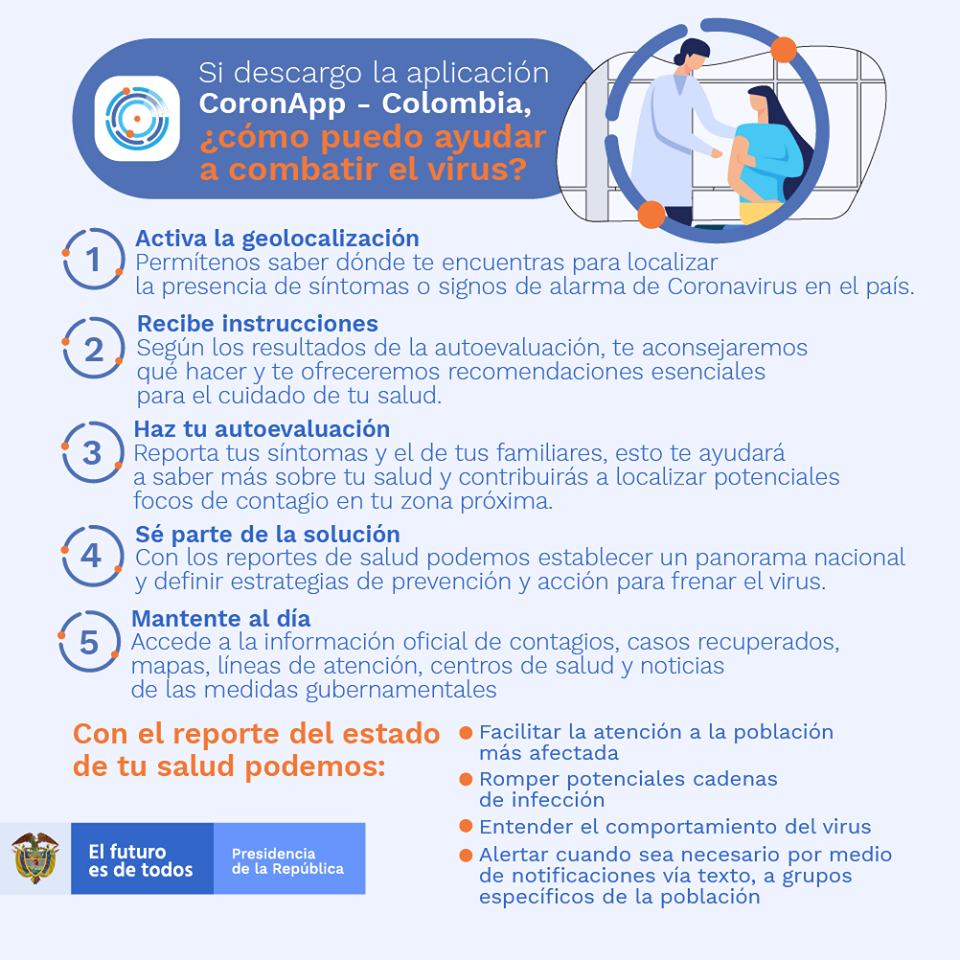 Si descargo la aplicación
CoronApp - Colombia,
¿cómo puedo ayudar
a combatir el virus?
1
Activa la geolocalización
Permítenos saber dónde te encuentras para localizar
la presencia de síntomas o signos de alarma de Coronavirus en el país.
2
Recibe instrucciones
Según los resultados de la autoevaluación, te aconsejaremos
qué hacer y te ofreceremos recomendaciones esenciales
para el cuidado de tu salud.
3
Haz tu autoevaluación
Reporta tus síntomas y el de tus familiares, esto te ayudará
a saber más sobre tu salud y contribuirás a localizar potenciales
focos de contagio en tu zona próxima.
4
Sé parte de la solución
Con los reportes de salud podemos establecer un panorama nacional
y definir estrategias de prevención y acción para frenar el virus.
5
Mantente al día
Accede a la información oficial de contagios, casos recuperados,
mapas, líneas de atención, centros de salud y noticias
de las medidas gubernamentales
Con el reporte del estado
de tu salud podemos:
Facilitar la atención a la población
más afectada
Romper potenciales cadenas
de infección
Entender el comportamiento del virus
Alertar cuando sea necesario por medio
de notificaciones vía texto, a grupos
específicos de la población
El futuro
es de todos
Presidencia
de la República